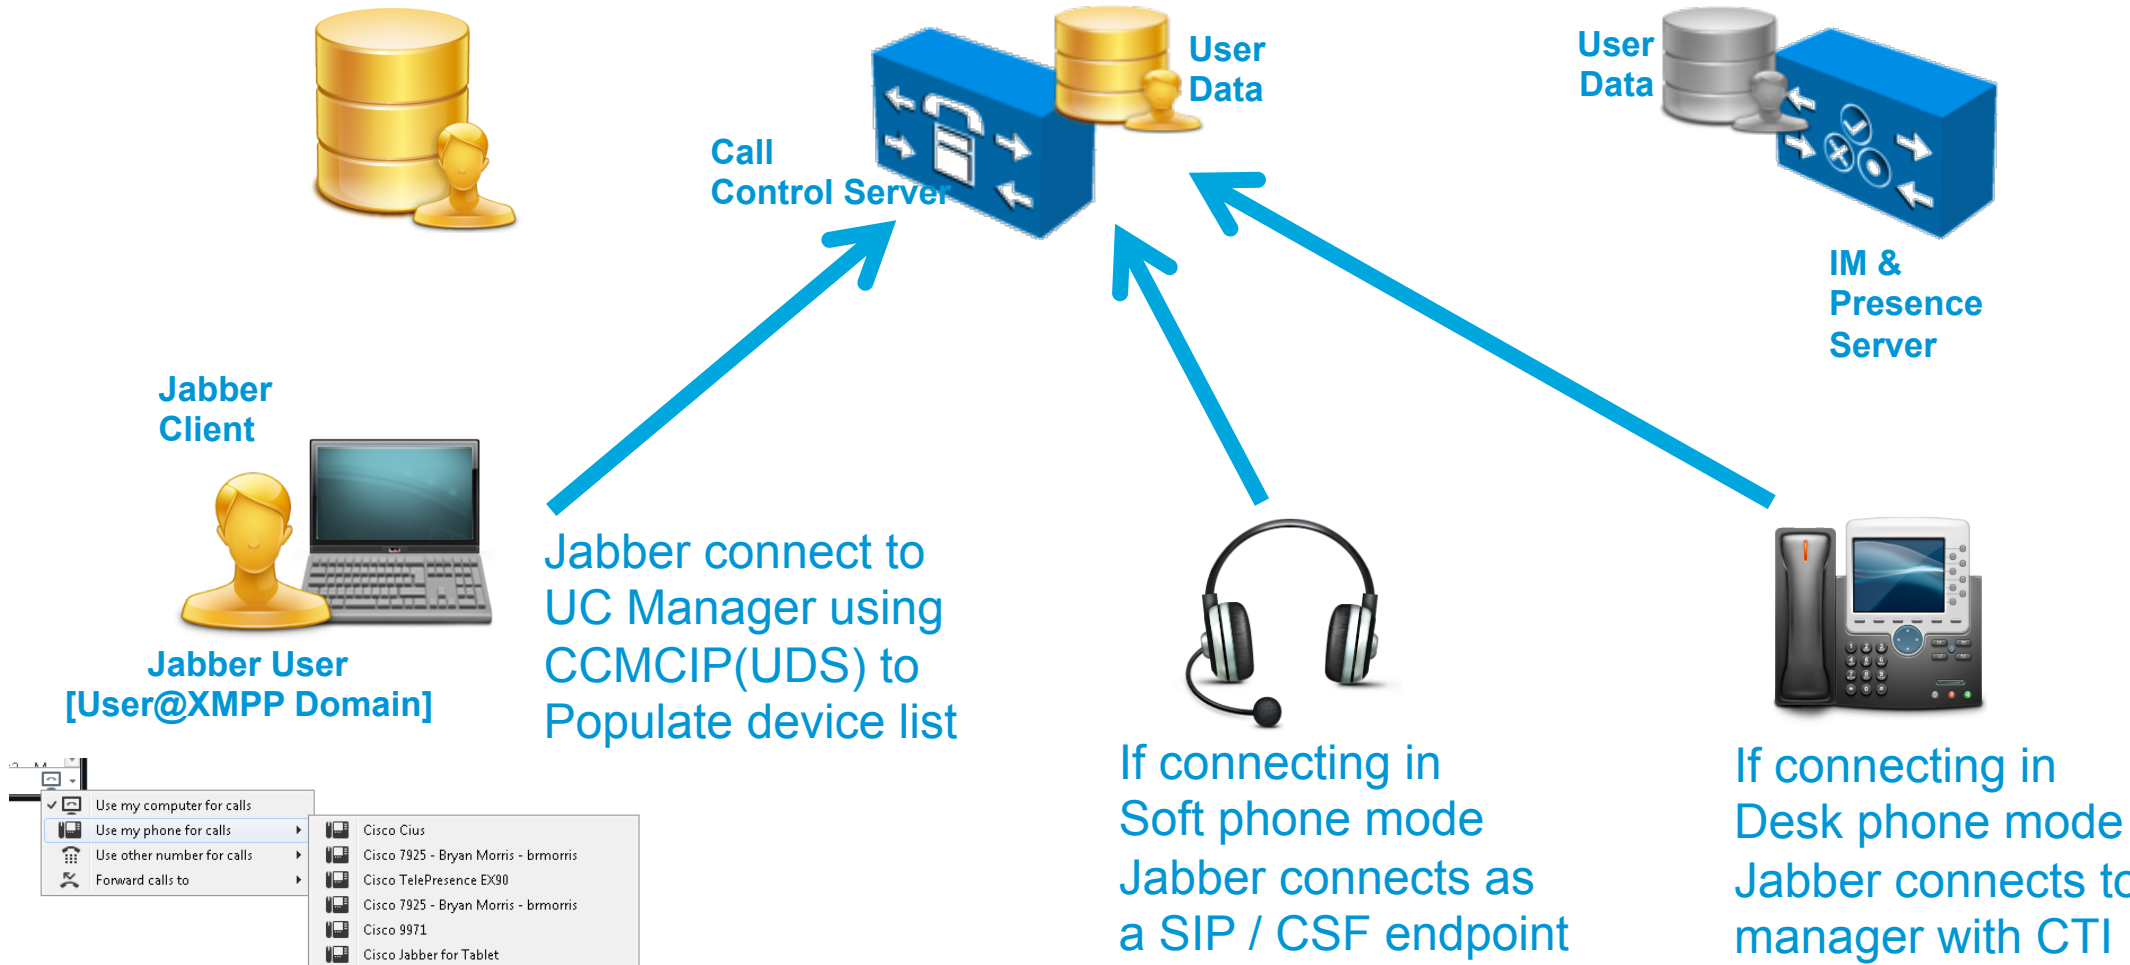 User
Data
User
Data
Call
Control Server
IM &
Presence
Server
Jabber
Client
Jabber User
[User@XMPP Domain]
Jabber connect to
UC Manager using
CCMCIP(UDS) to
Populate device list
If connecting in
Soft phone mode
Jabber connects as
a SIP / CSF endpoint
If connecting in
Desk phone mode
Jabber connects to
manager with CTI
Use my computer for calls
Use my phone for calls
Use other number for calls
Forward calls to
Cisco Cius
Cisco 7925 - Bryan Morris - brmorris
Cisco TelePresence EX90
Cisco 7925 - Bryan Morris - brmorris
Cisco 9971
Cisco Jabber for Tablet